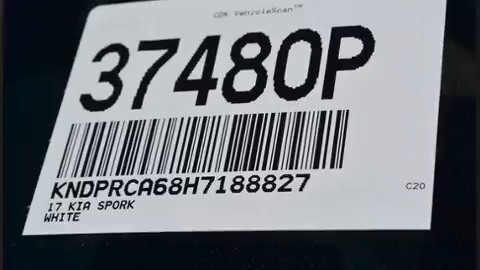 CDK VehicleScan™
37480P
KNDPRCA68H7188827
17 KIA SPORK
WHITE
C20